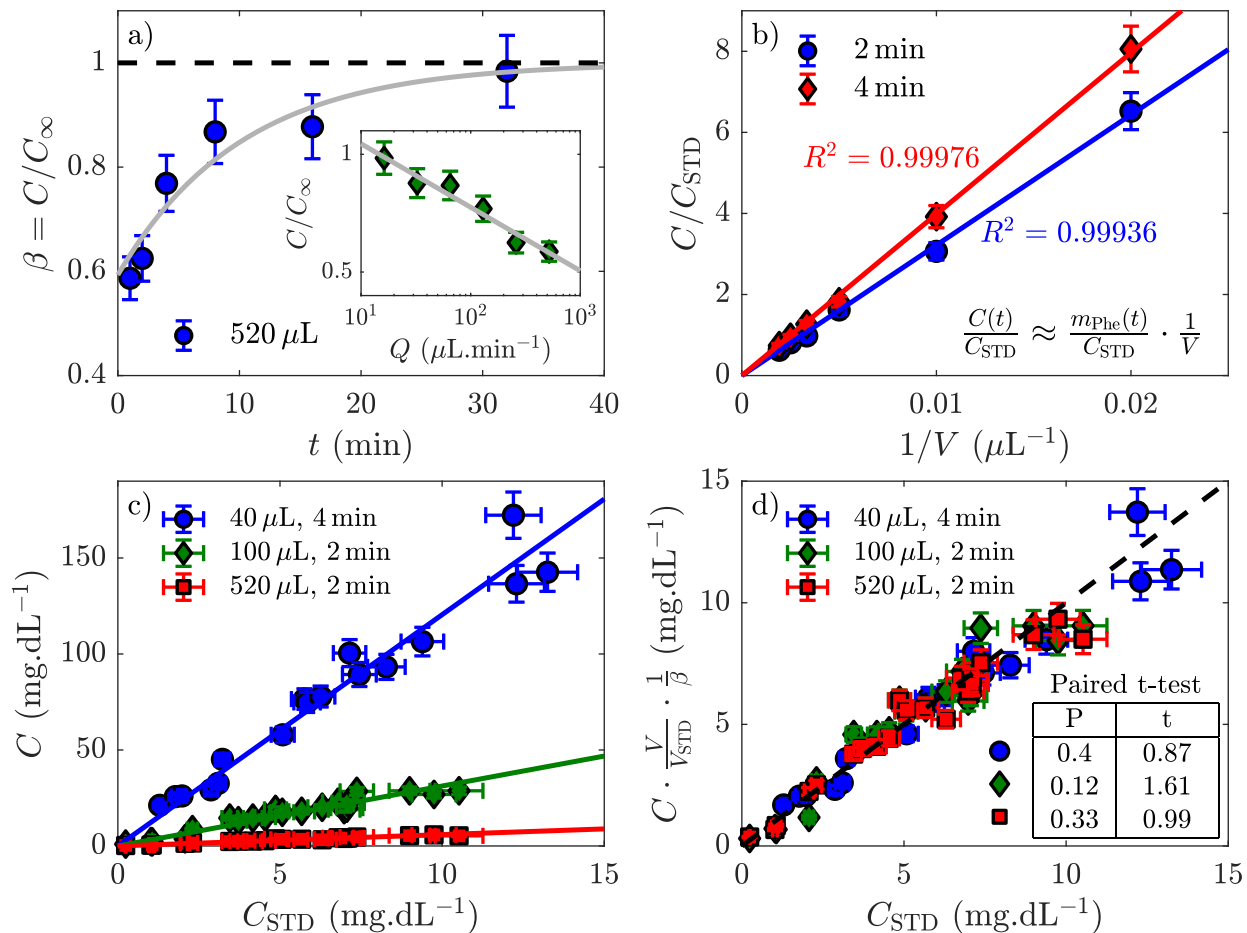 a)
β = C/C∞
1
0.8
0.6
0.4
0 10 20 30 40
t (min)
520 μL
C/C∞
1
0.5
10¹ 10² 10³
Q (μL.min⁻¹)
b)
2 min
4 min
C/C_STD
8
6
4
2
0
R² = 0.99976
R² = 0.99936
C(t)/C_STD ≈ m_Phe(t)/C_STD · 1/V
0 0.01 0.02
1/V (μL⁻¹)
c)
40 μL, 4 min
100 μL, 2 min
520 μL, 2 min
C (mg.dL⁻¹)
150
100
50
0
0 5 10 15
C_STD (mg.dL⁻¹)
d)
40 μL, 4 min
100 μL, 2 min
520 μL, 2 min
C · V/V_STD · 1/β (mg.dL⁻¹)
15
10
5
0
Paired t-test
P t
0.4 0.87
0.12 1.61
0.33 0.99
0 5 10 15
C_STD (mg.dL⁻¹)